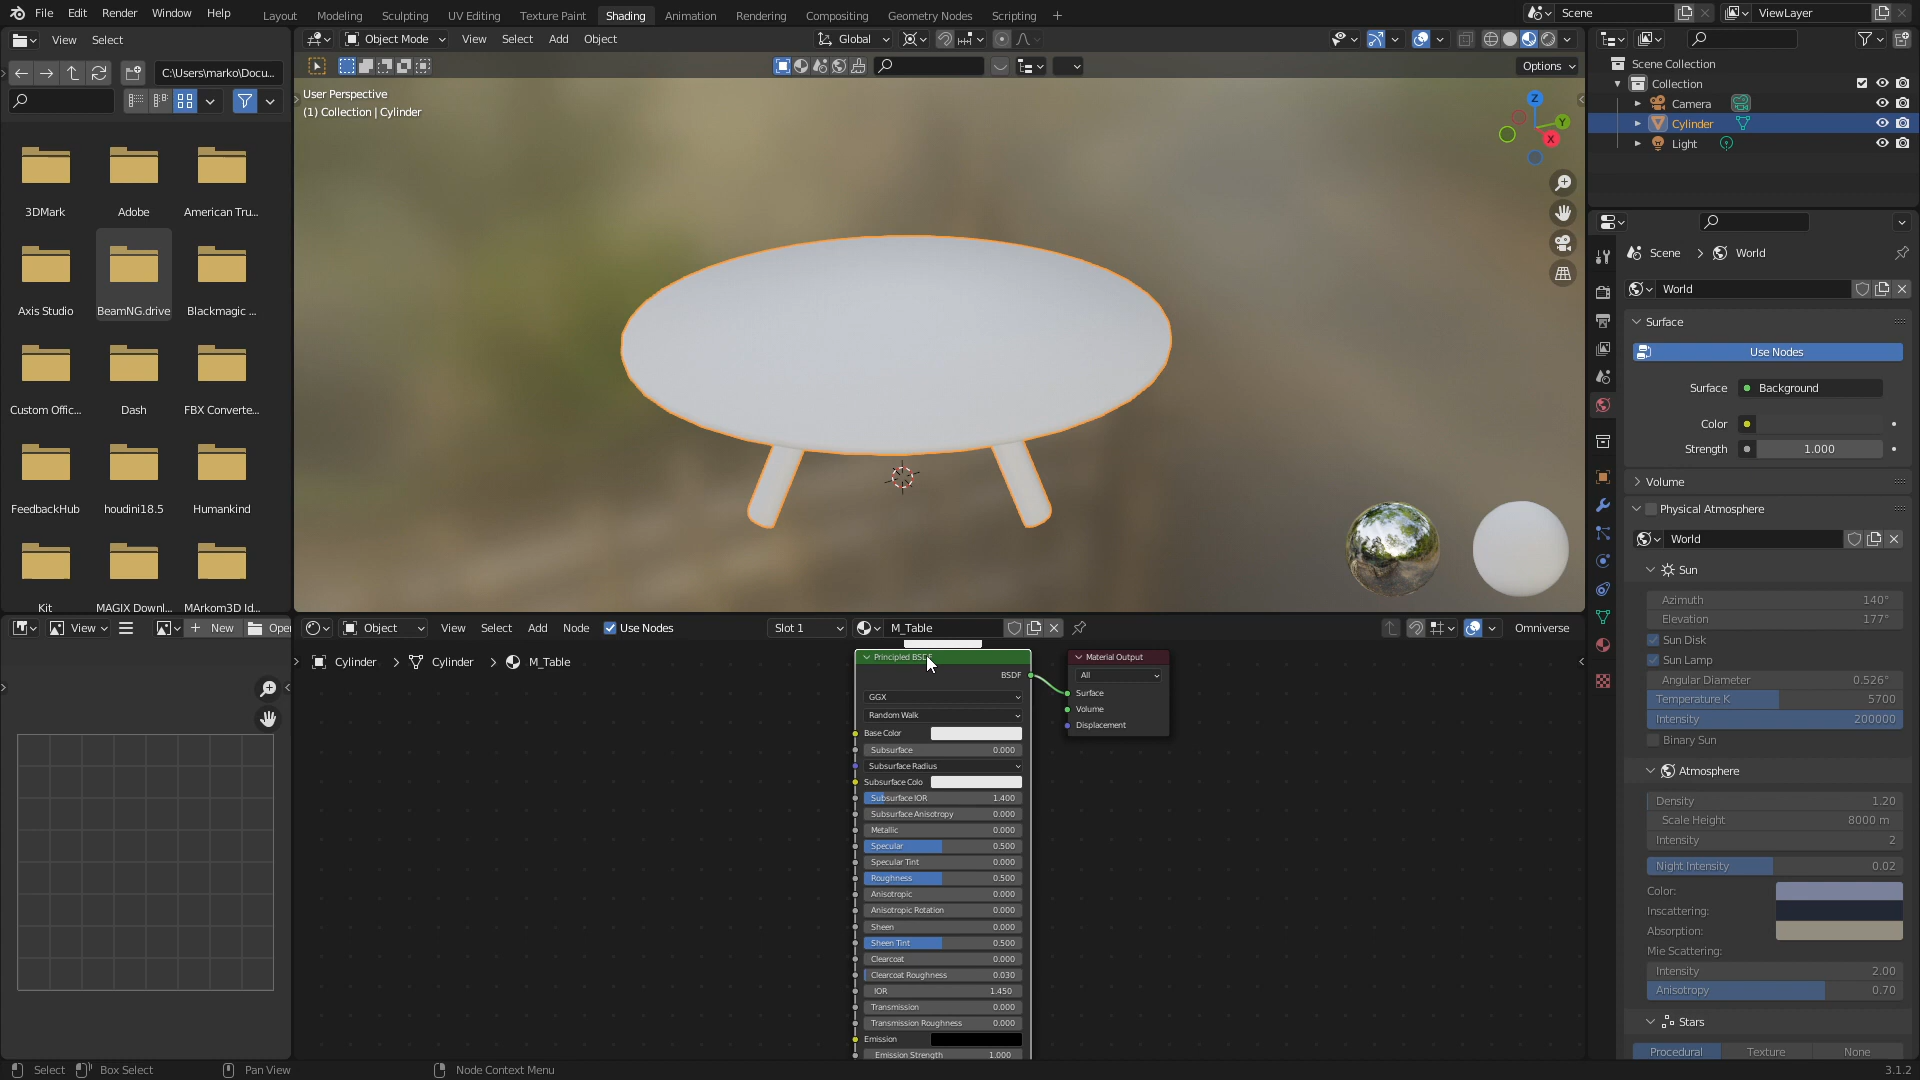 File Edit Render Window Help Layout Modeling Sculpting UV Editing Texture Paint Shading Animation Rendering Compositing Geometry Nodes Scripting + Scene ViewLayer
View Select
Object Mode View Select Add Object Global
C:\Users\marko\Docu...
Options
User Perspective
(1) Collection | Cylinder
Z
Y
X
3DMark Adobe American Tru...
Axis Studio BeamNG.drive Blackmagic ...
Custom Offic... Dash FBX Converte...
FeedbackHub houdini18.5 Humankind
Kit MAGIX Downl... MArkom3D Id...
Scene Collection
Collection
Camera
Cylinder
Light
Scene > World
World
Surface
Use Nodes
Surface Background
Color
Strength 1.000
Volume
Physical Atmosphere
World
Sun
Azimuth 140°
Elevation 177°
Sun Disk
Sun Lamp
Angular Diameter 0.526°
Temperature K 5700
Intensity 200000
Binary Sun
Atmosphere
Density 1.20
Scale Height 8000 m
Intensity 2
Night Intensity 0.02
Color:
Inscattering:
Absorption:
Mie Scattering:
Intensity 2.00
Anisotropy 0.70
Stars
Procedural Texture None
View + New Open
Object View Select Add Node Use Nodes Slot 1 M_Table Omniverse
Cylinder > Cylinder > M_Table
Principled BSDF
BSDF
GGX
Random Walk
Base Color
Subsurface 0.000
Subsurface Radius
Subsurface Colo
Subsurface IOR 1.400
Subsurface Anisotropy 0.000
Metallic 0.000
Specular 0.500
Specular Tint 0.000
Roughness 0.500
Anisotropic 0.000
Anisotropic Rotation 0.000
Sheen 0.000
Sheen Tint 0.500
Clearcoat 0.000
Clearcoat Roughness 0.030
IOR 1.450
Transmission 0.000
Transmission Roughness 0.000
Emission
Emission Strength 1.000
Material Output
All
Surface
Volume
Displacement
Select Box Select Pan View Node Context Menu 3.1.2